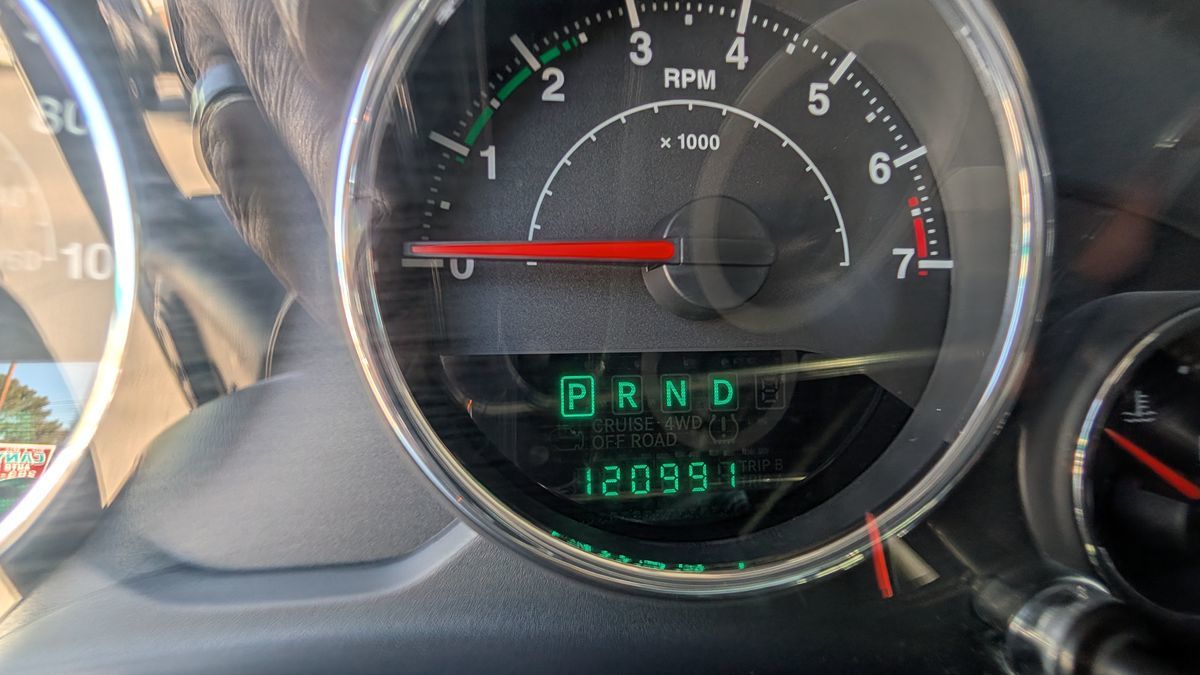 3
4
2
RPM
5
x 1000
1
6
10
0
7
P R N D
CRUISE 4WD
OFF ROAD
TRIP B
120991